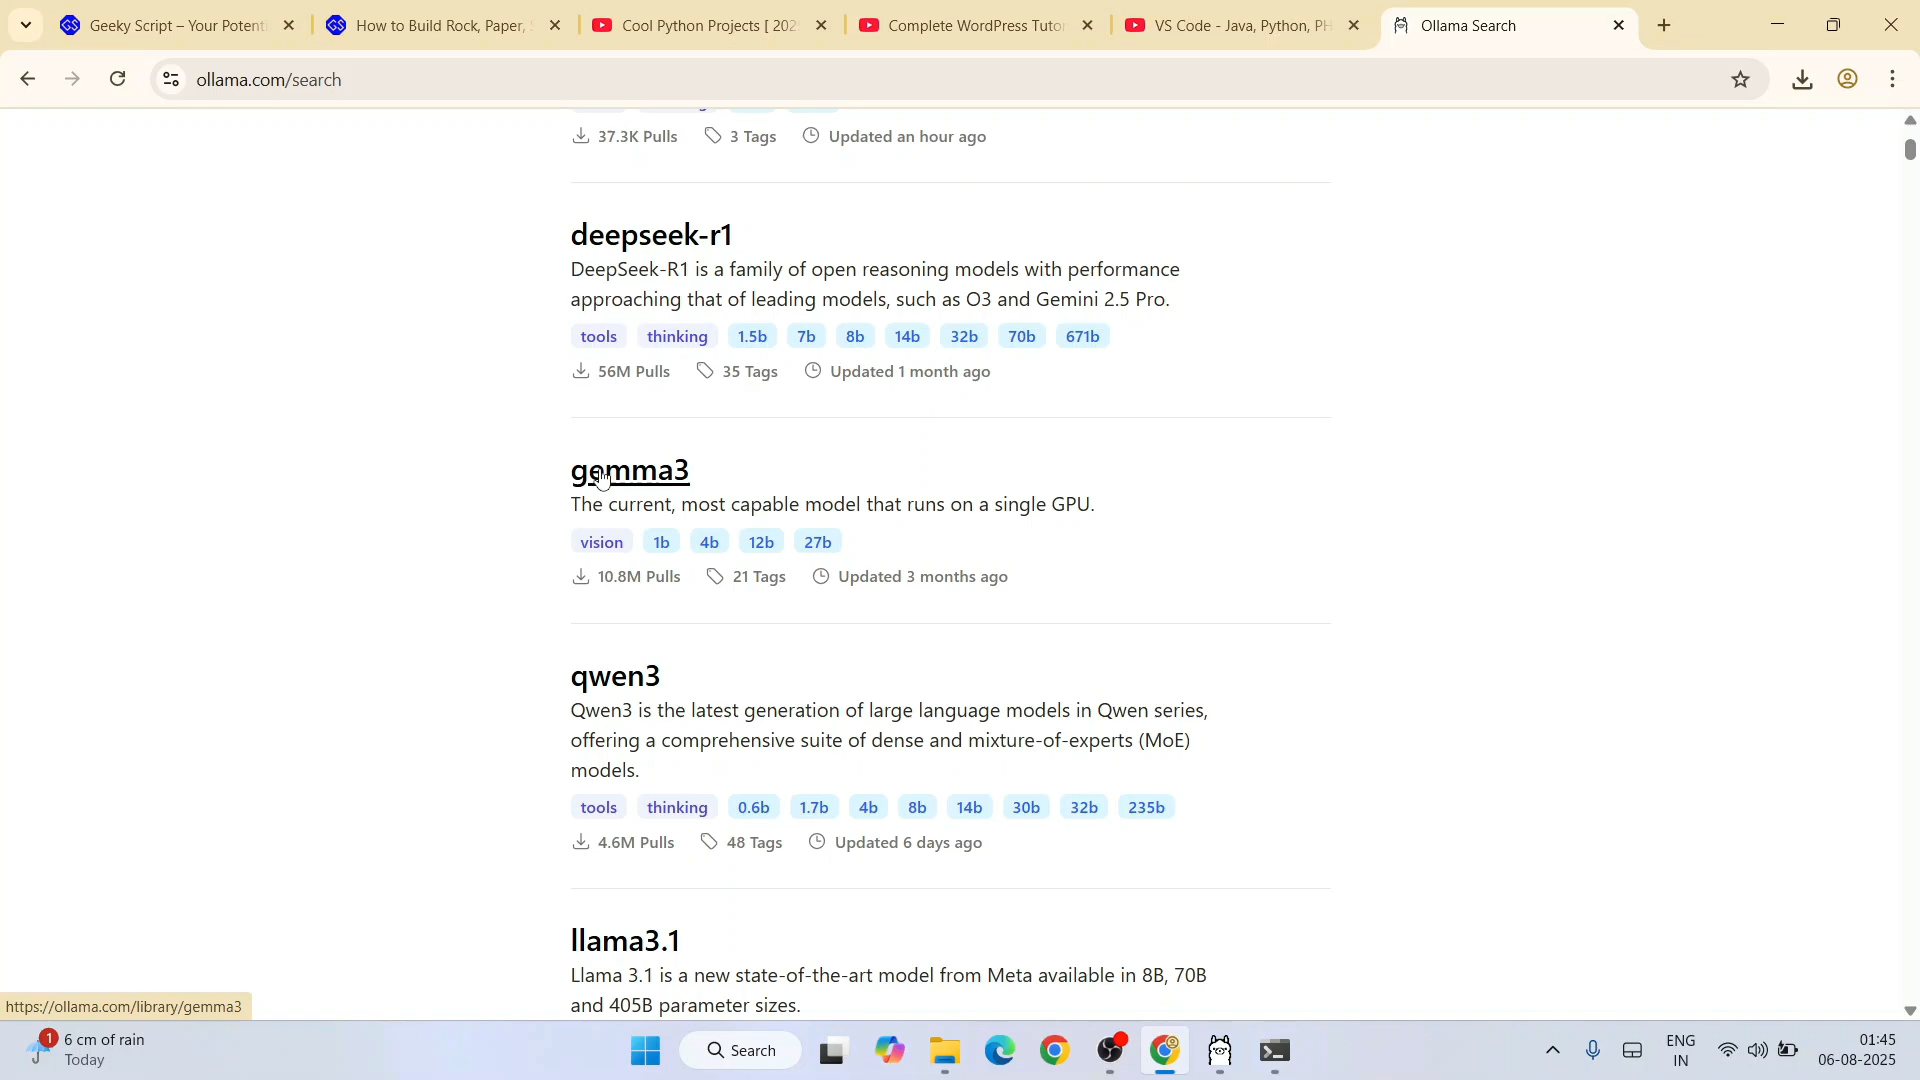 Geeky Script – Your Potenti
How to Build Rock, Paper, S
Cool Python Projects [ 202
Complete WordPress Tutor
VS Code - Java, Python, PH
Ollama Search
ollama.com/search
37.3K Pulls 3 Tags Updated an hour ago
deepseek-r1
DeepSeek-R1 is a family of open reasoning models with performance
approaching that of leading models, such as O3 and Gemini 2.5 Pro.
tools thinking 1.5b 7b 8b 14b 32b 70b 671b
56M Pulls 35 Tags Updated 1 month ago
gemma3
The current, most capable model that runs on a single GPU.
vision 1b 4b 12b 27b
10.8M Pulls 21 Tags Updated 3 months ago
qwen3
Qwen3 is the latest generation of large language models in Qwen series,
offering a comprehensive suite of dense and mixture-of-experts (MoE)
models.
tools thinking 0.6b 1.7b 4b 8b 14b 30b 32b 235b
4.6M Pulls 48 Tags Updated 6 days ago
llama3.1
Llama 3.1 is a new state-of-the-art model from Meta available in 8B, 70B
and 405B parameter sizes.
https://ollama.com/library/gemma3
1
6 cm of rain
Today
Search
ENG
IN
01:45
06-08-2025